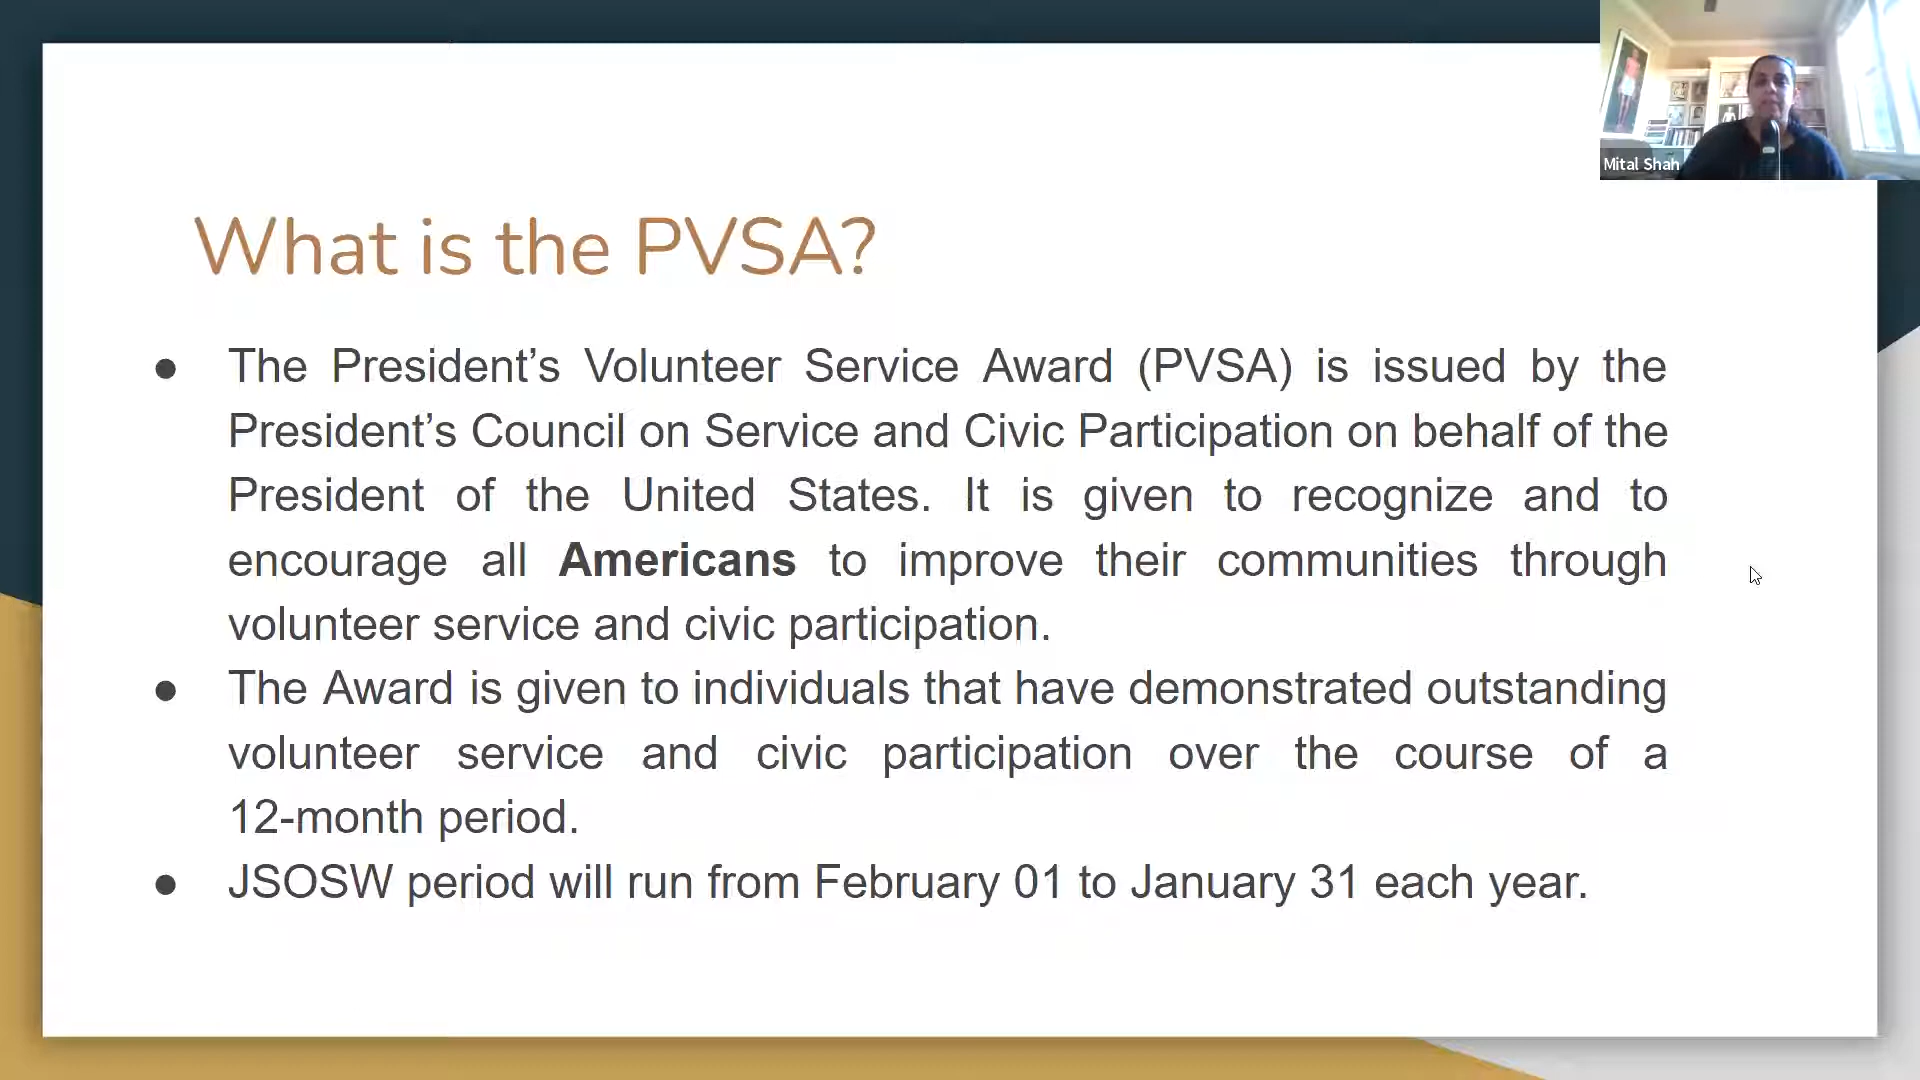 Mital Shah
What is the PVSA?
● The President’s Volunteer Service Award (PVSA) is issued by the
President’s Council on Service and Civic Participation on behalf of the
President of the United States. It is given to recognize and to
encourage all Americans to improve their communities through
volunteer service and civic participation.
● The Award is given to individuals that have demonstrated outstanding
volunteer service and civic participation over the course of a
12-month period.
● JSOSW period will run from February 01 to January 31 each year.